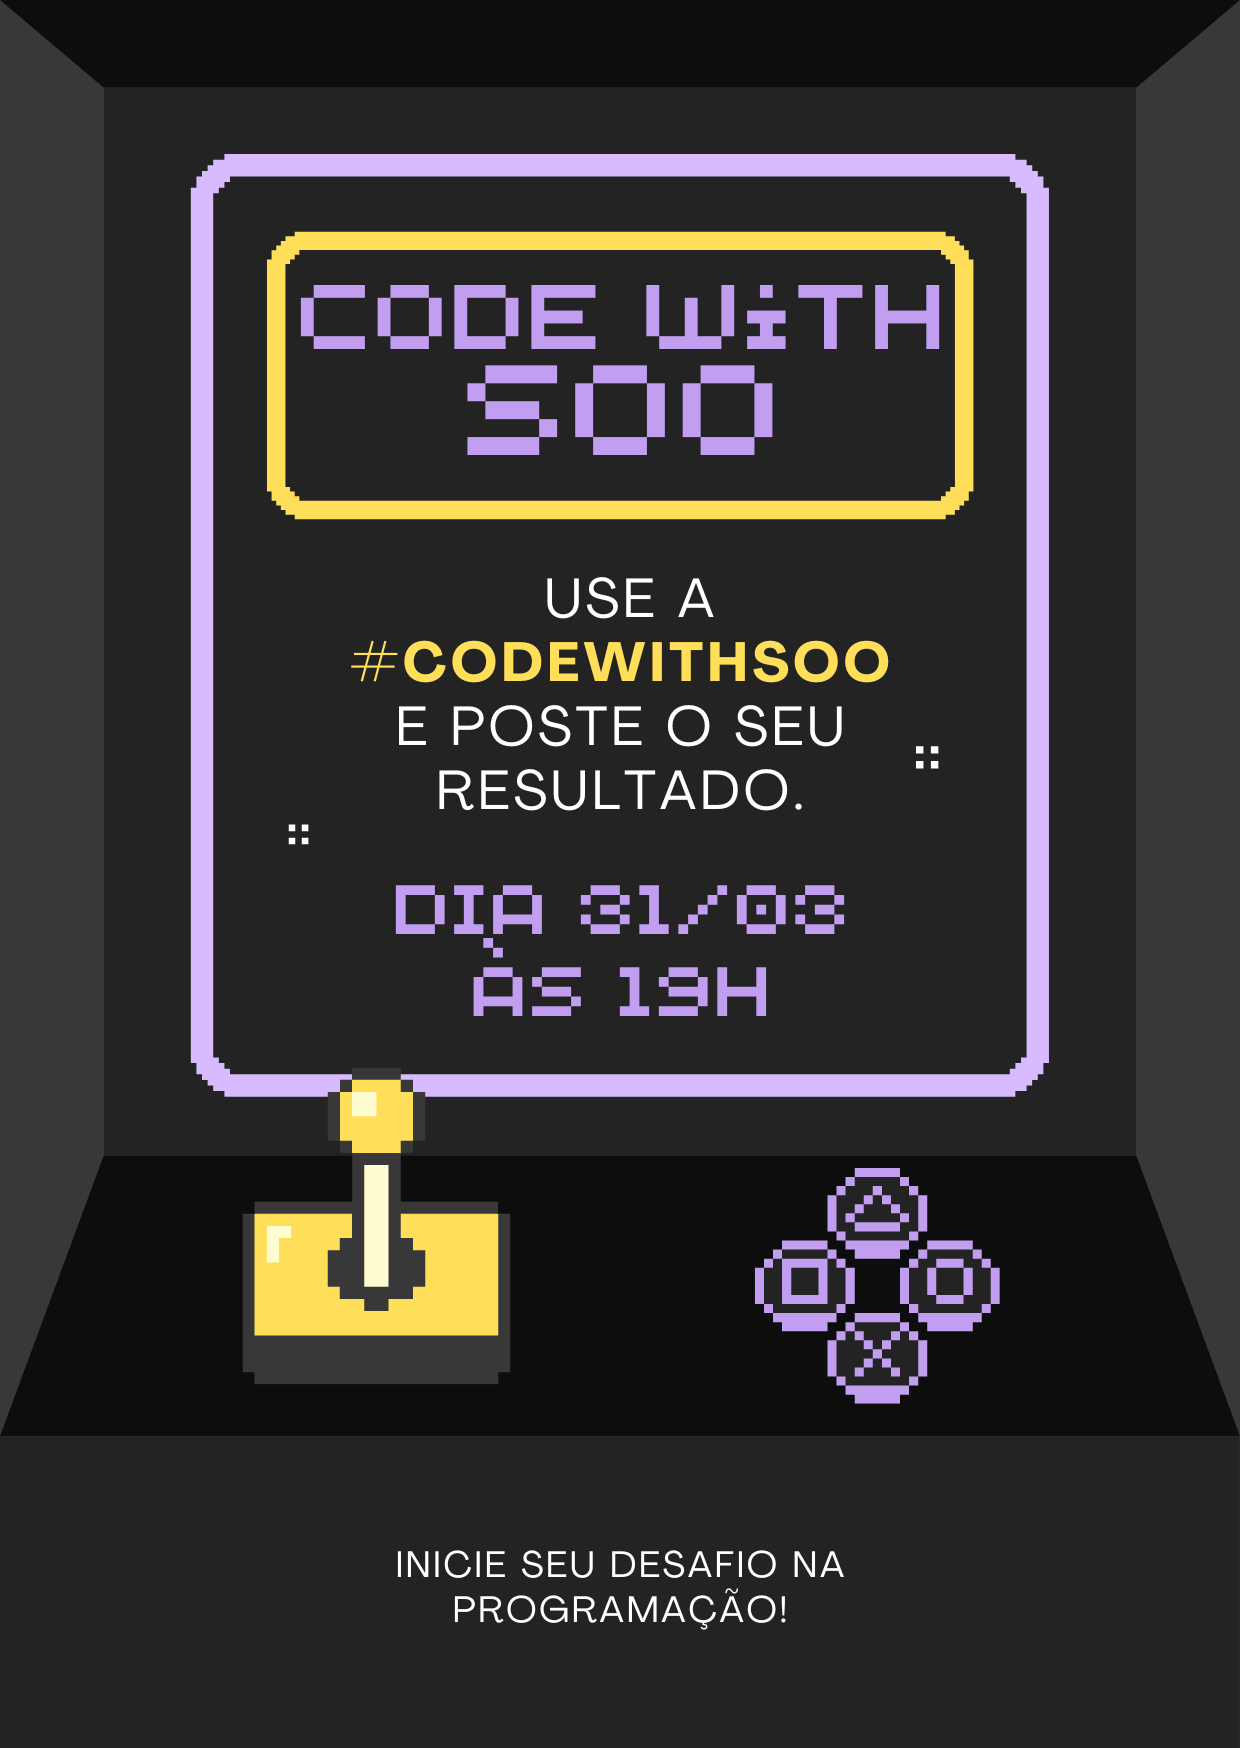 CODE WiTH
SOO
USE A
#CODEWITHSOO
E POSTE O SEU
RESULTADO.
DIA 31/03
ÀS 19H
INICIE SEU DESAFIO NA
PROGRAMAÇÃO!